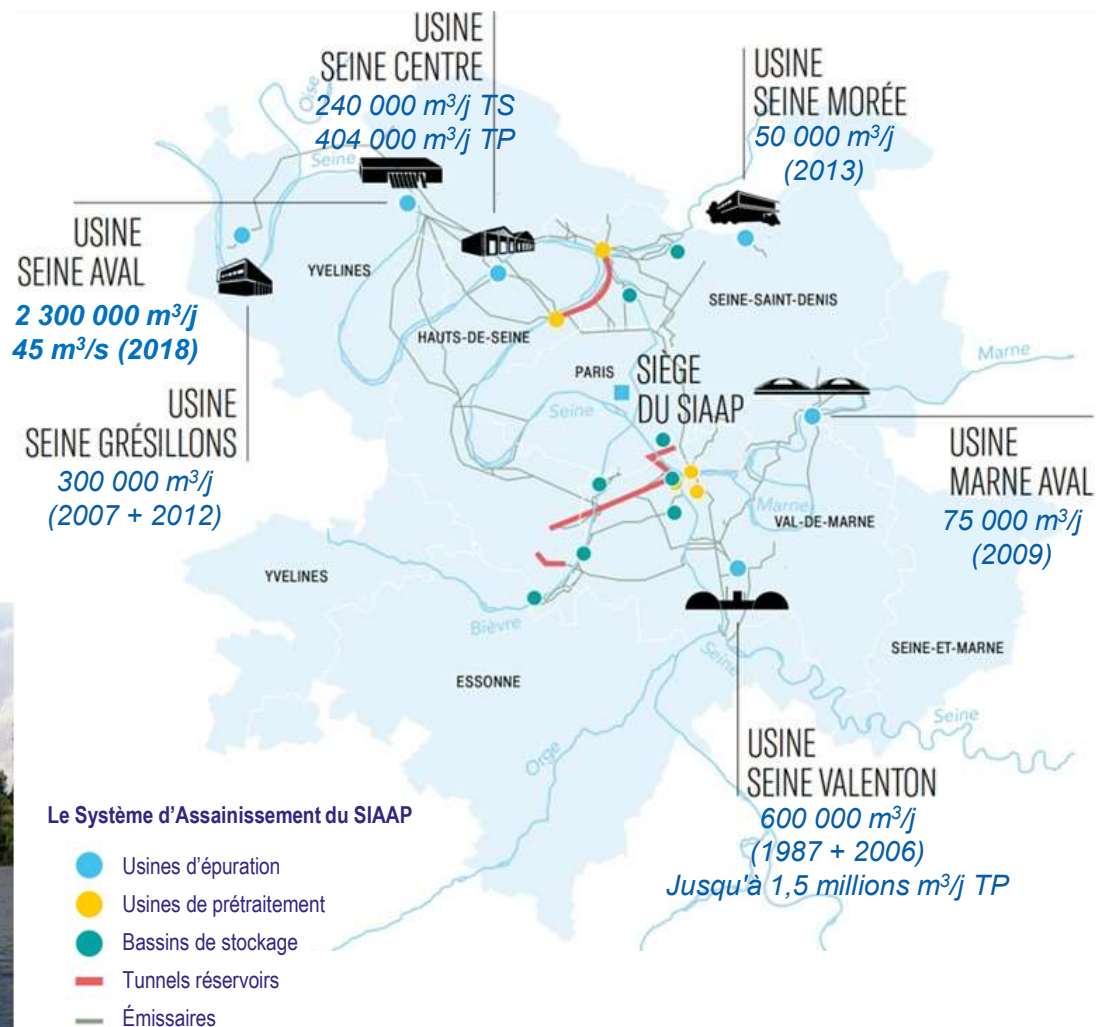 USINE
SEINE CENTRE
240 000 m³/j TS
404 000 m³/j TP
USINE
SEINE MORÉE
50 000 m³/j
(2013)
Oise
Seine
USINE
SEINE AVAL
2 300 000 m³/j
45 m³/s (2018)
YVELINES
HAUTS-DE-SEINE
SEINE-SAINT-DENIS
PARIS
SIÈGE
DU SIAAP
Seine
Marne
USINE
SEINE GRÉSILLONS
300 000 m³/j
(2007 + 2012)
USINE
MARNE AVAL
75 000 m³/j
(2009)
Marne
VAL-DE-MARNE
YVELINES
Bièvre
ESSONNE
Seine
SEINE-ET-MARNE
Seine
Orge
USINE
SEINE VALENTON
600 000 m³/j
(1987 + 2006)
Jusqu'à 1,5 millions m³/j TP
Le Système d'Assainissement du SIAAP
Usines d'épuration
Usines de prétraitement
Bassins de stockage
Tunnels réservoirs
Émissaires